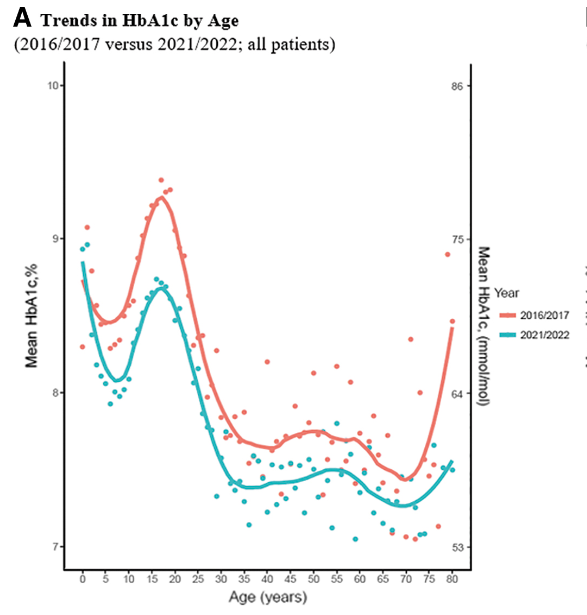 A Trends in HbA1c by Age
(2016/2017 versus 2021/2022; all patients)
10
9
8
7
Mean HbA1c,%
86
75
64
53
Mean HbA1c, (mmol/mol)
Year
2016/2017
2021/2022
0 5 10 15 20 25 30 35 40 45 50 55 60 65 70 75 80
Age (years)